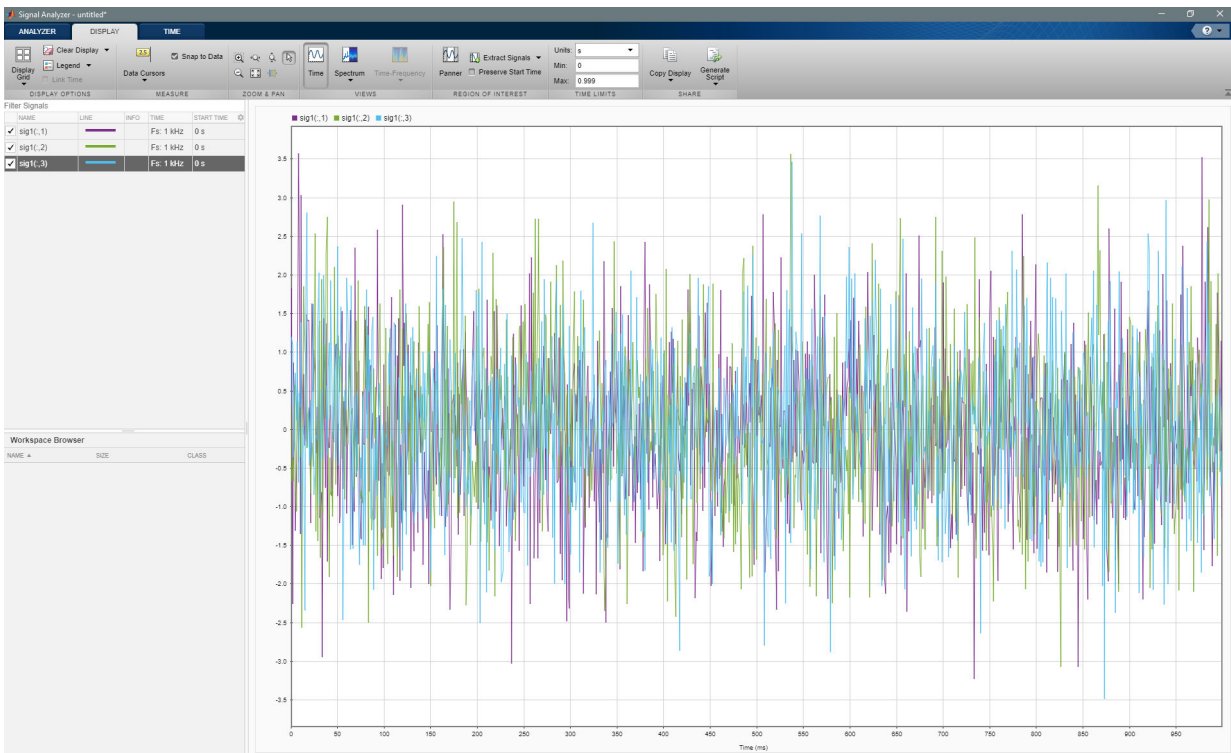 Signal Analyzer - untitled*
ANALYZER DISPLAY TIME
?
Display Grid
Clear Display
Legend
Link Time
DISPLAY OPTIONS
2.5
Data Cursors
Snap to Data
MEASURE
ZOOM & PAN
Time
Spectrum
Time-Frequency
VIEWS
Panner
Extract Signals
Preserve Start Time
REGION OF INTEREST
Units: s
Min: 0
Max: 0.999
TIME LIMITS
Copy Display
Generate Script
SHARE
Filter Signals
NAME LINE INFO TIME START TIME
sig1(:,1) Fs: 1 kHz 0 s
sig1(:,2) Fs: 1 kHz 0 s
sig1(:,3) Fs: 1 kHz 0 s
Workspace Browser
NAME SIZE CLASS
sig1(:,1) sig1(:,2) sig1(:,3)
3.5
3.0
2.5
2.0
1.5
1.0
0.5
0
-0.5
-1.0
-1.5
-2.0
-2.5
-3.0
-3.5
0 50 100 150 200 250 300 350 400 450 500 550 600 650 700 750 800 850 900 950
Time (ms)